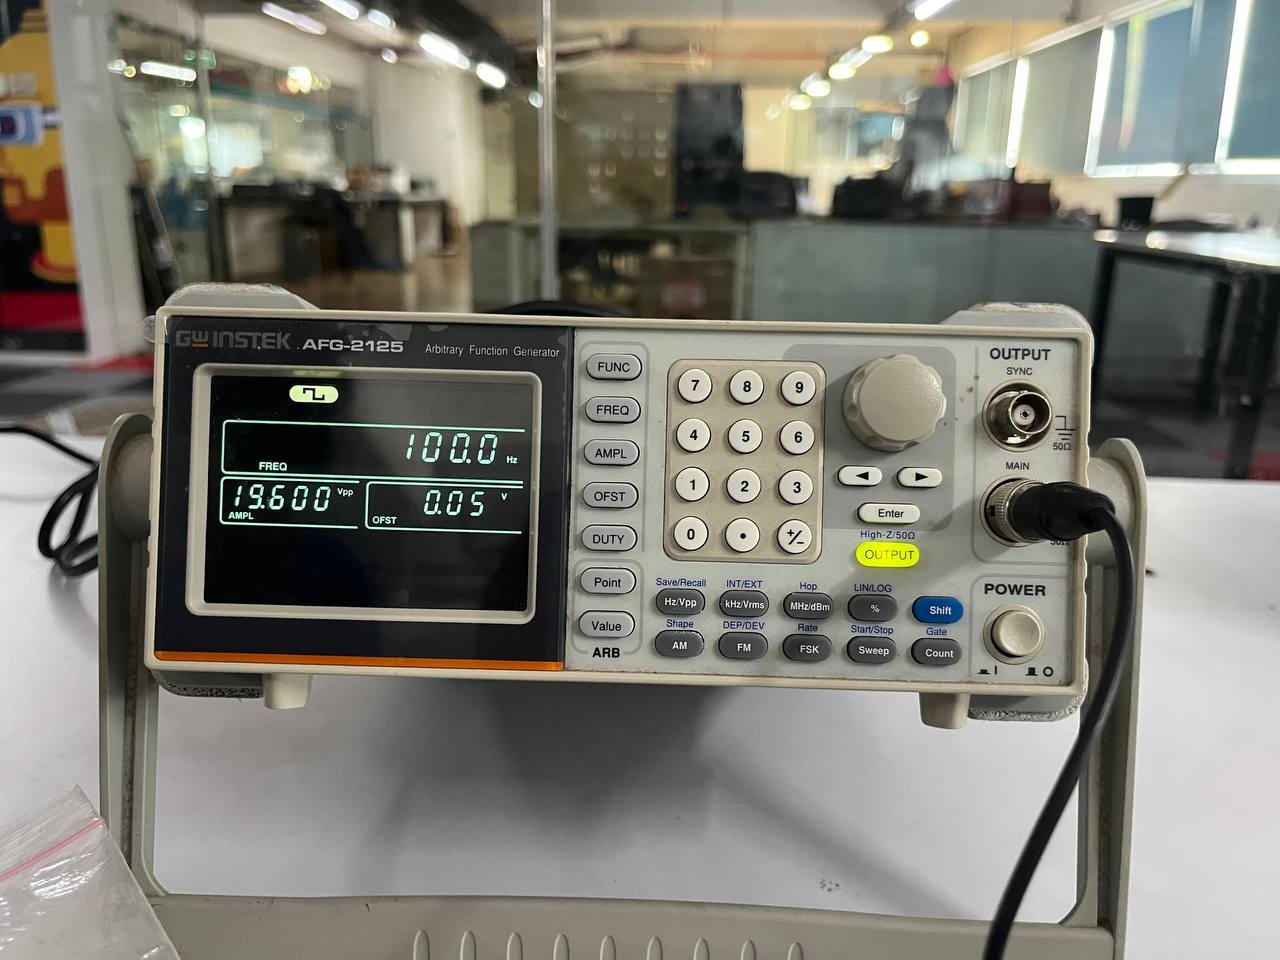 GW INSTEK AFG-2125 Arbitrary Function Generator
100.0 Hz
FREQ
19.600 Vpp
AMPL
0.05 V
OFST
FUNC
FREQ
AMPL
OFST
DUTY
Point
Value
ARB
7 8 9
4 5 6
1 2 3
0 • +/-
◄ ►
Enter
High-Z/50Ω
OUTPUT
Save/Recall INT/EXT Hop LIN/LOG
Hz/Vpp kHz/Vrms MHz/dBm % Shift
Shape DEP/DEV Rate Start/Stop Gate
AM FM FSK Sweep Count
OUTPUT
SYNC
50Ω
MAIN
50Ω
POWER
I O